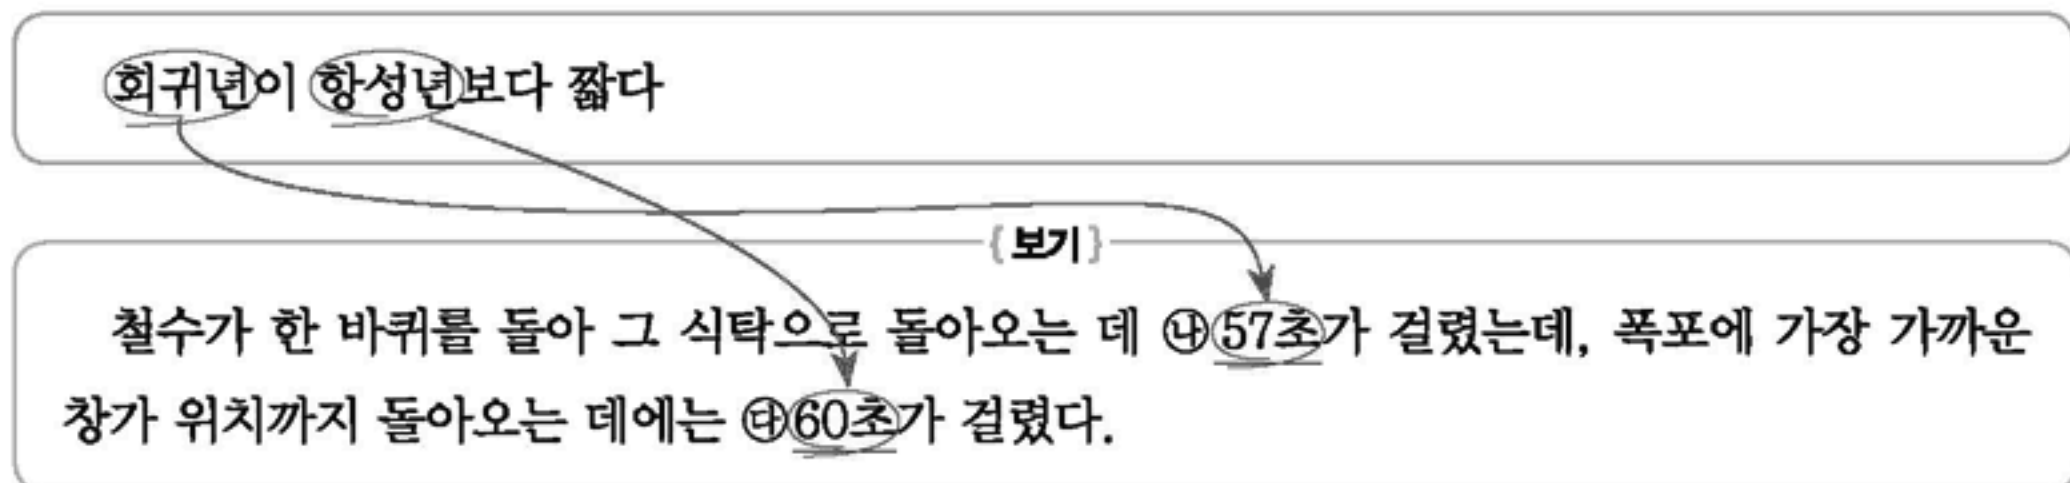 회귀년이 항성년보다 짧다
{보기}
철수가 한 바퀴를 돌아 그 식탁으로 돌아오는 데 ㉯57초가 걸렸는데, 폭포에 가장 가까운
창가 위치까지 돌아오는 데에는 ㉰60초가 걸렸다.